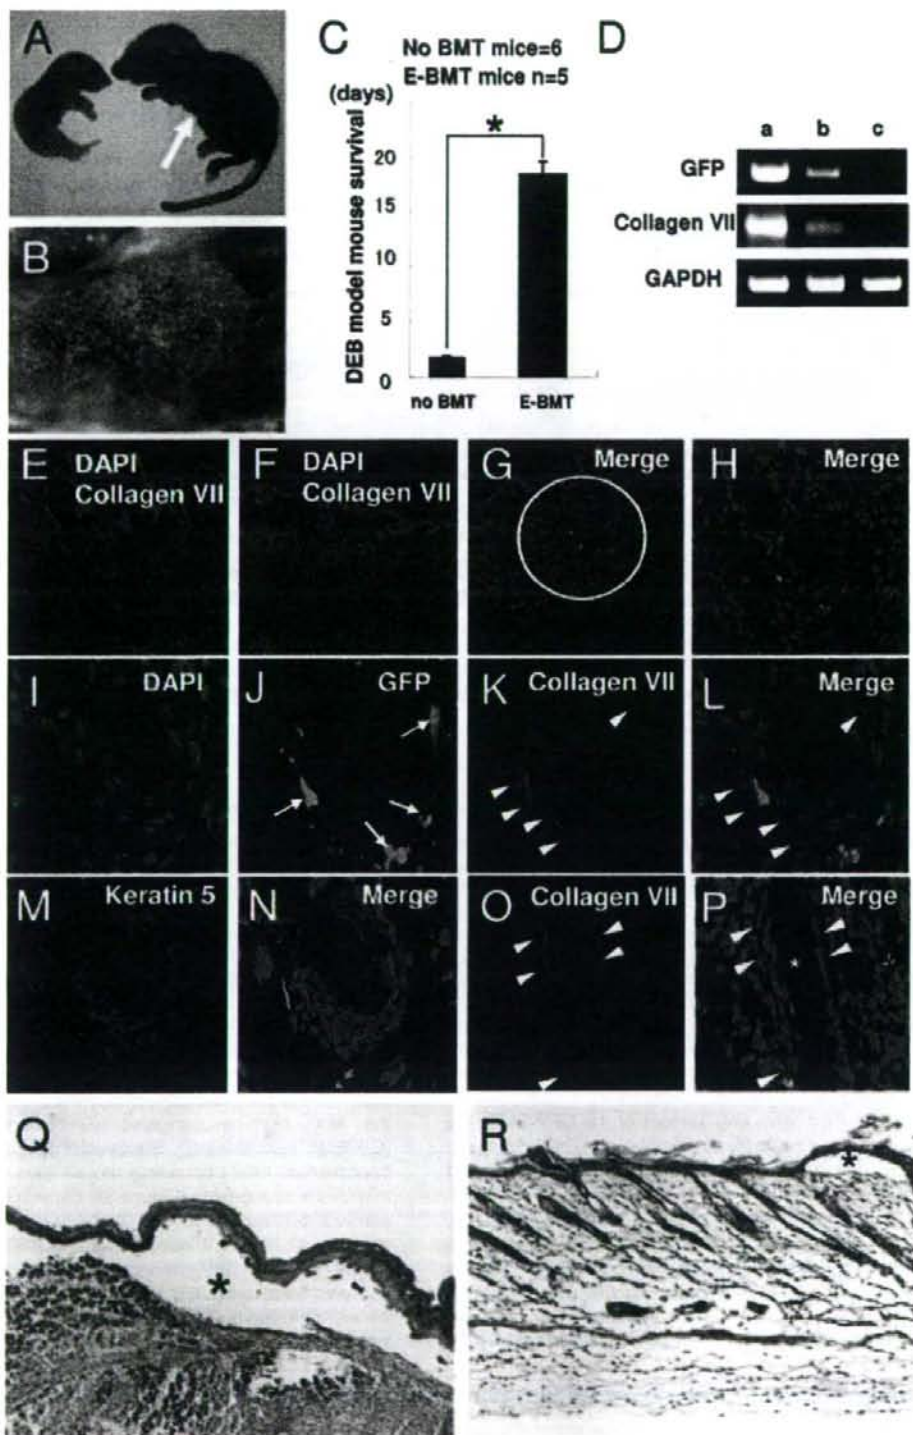 A
B
C
No BMT mice=6
E-BMT mice n=5
(days)
*
DEB model mouse survival
20
15
10
5
0
no BMT
E-BMT
D
a b c
GFP
Collagen VII
GAPDH
E DAPI
Collagen VII
F DAPI
Collagen VII
G Merge
H Merge
I DAPI
J GFP
K Collagen VII
L Merge
M Keratin 5
N Merge
O Collagen VII
P Merge
*
Q
*
R
*